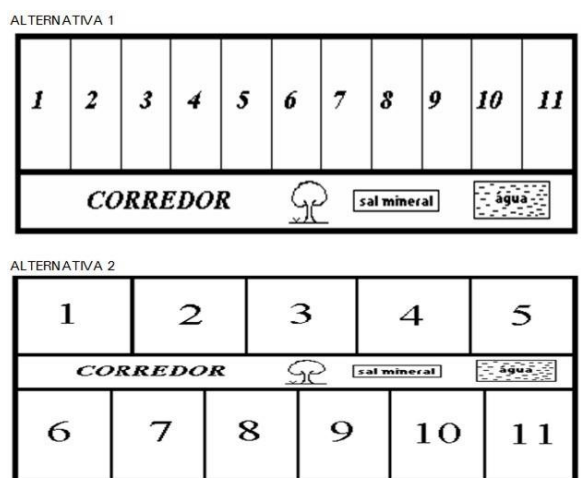 ALTERNATIVA 1
1 2 3 4 5 6 7 8 9 10 11
CORREDOR sal mineral água
ALTERNATIVA 2
1 2 3 4 5
CORREDOR sal mineral água
6 7 8 9 10 11